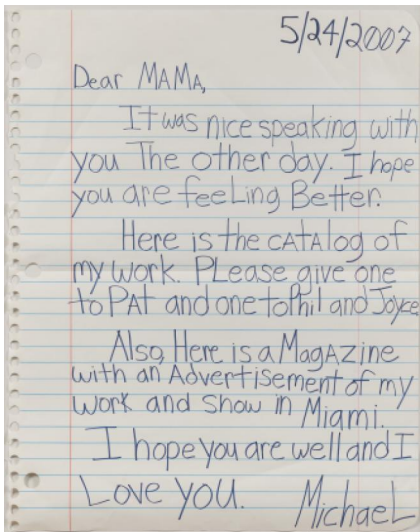 5/24/2007
Dear MAMA,
It was nice speaking with
you The other day. I hope
you are feeLing Better.
Here is the cATAlog of
my work. PLease give one
to PAT and one to Phil and Joyce
Also, Here is a MagAzine
with an Advertisement of my
work and Show in Miami.
I hope you are well and I
Love you.
MichaeL